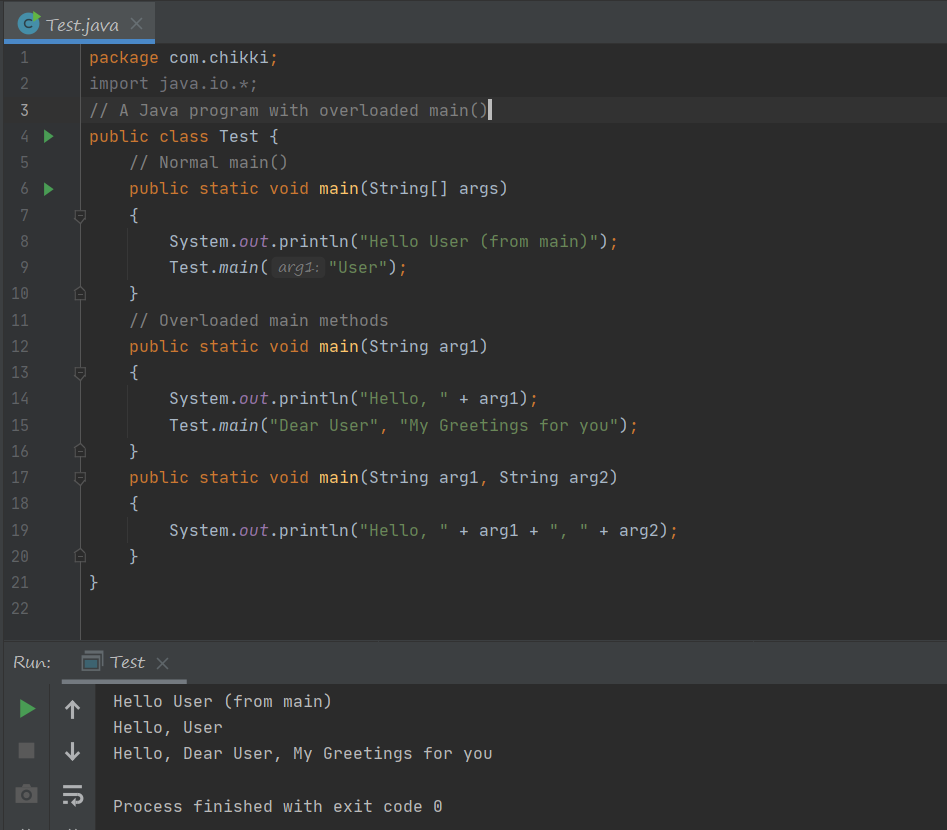 Test.java
1 package com.chikki;
2 import java.io.*;
3 // A Java program with overloaded main()
4 public class Test {
5 // Normal main()
6 public static void main(String[] args)
7 {
8 System.out.println("Hello User (from main)");
9 Test.main( arg1: "User");
10 }
11 // Overloaded main methods
12 public static void main(String arg1)
13 {
14 System.out.println("Hello, " + arg1);
15 Test.main("Dear User", "My Greetings for you");
16 }
17 public static void main(String arg1, String arg2)
18 {
19 System.out.println("Hello, " + arg1 + ", " + arg2);
20 }
21 }
22
Run: Test
Hello User (from main)
Hello, User
Hello, Dear User, My Greetings for you
Process finished with exit code 0